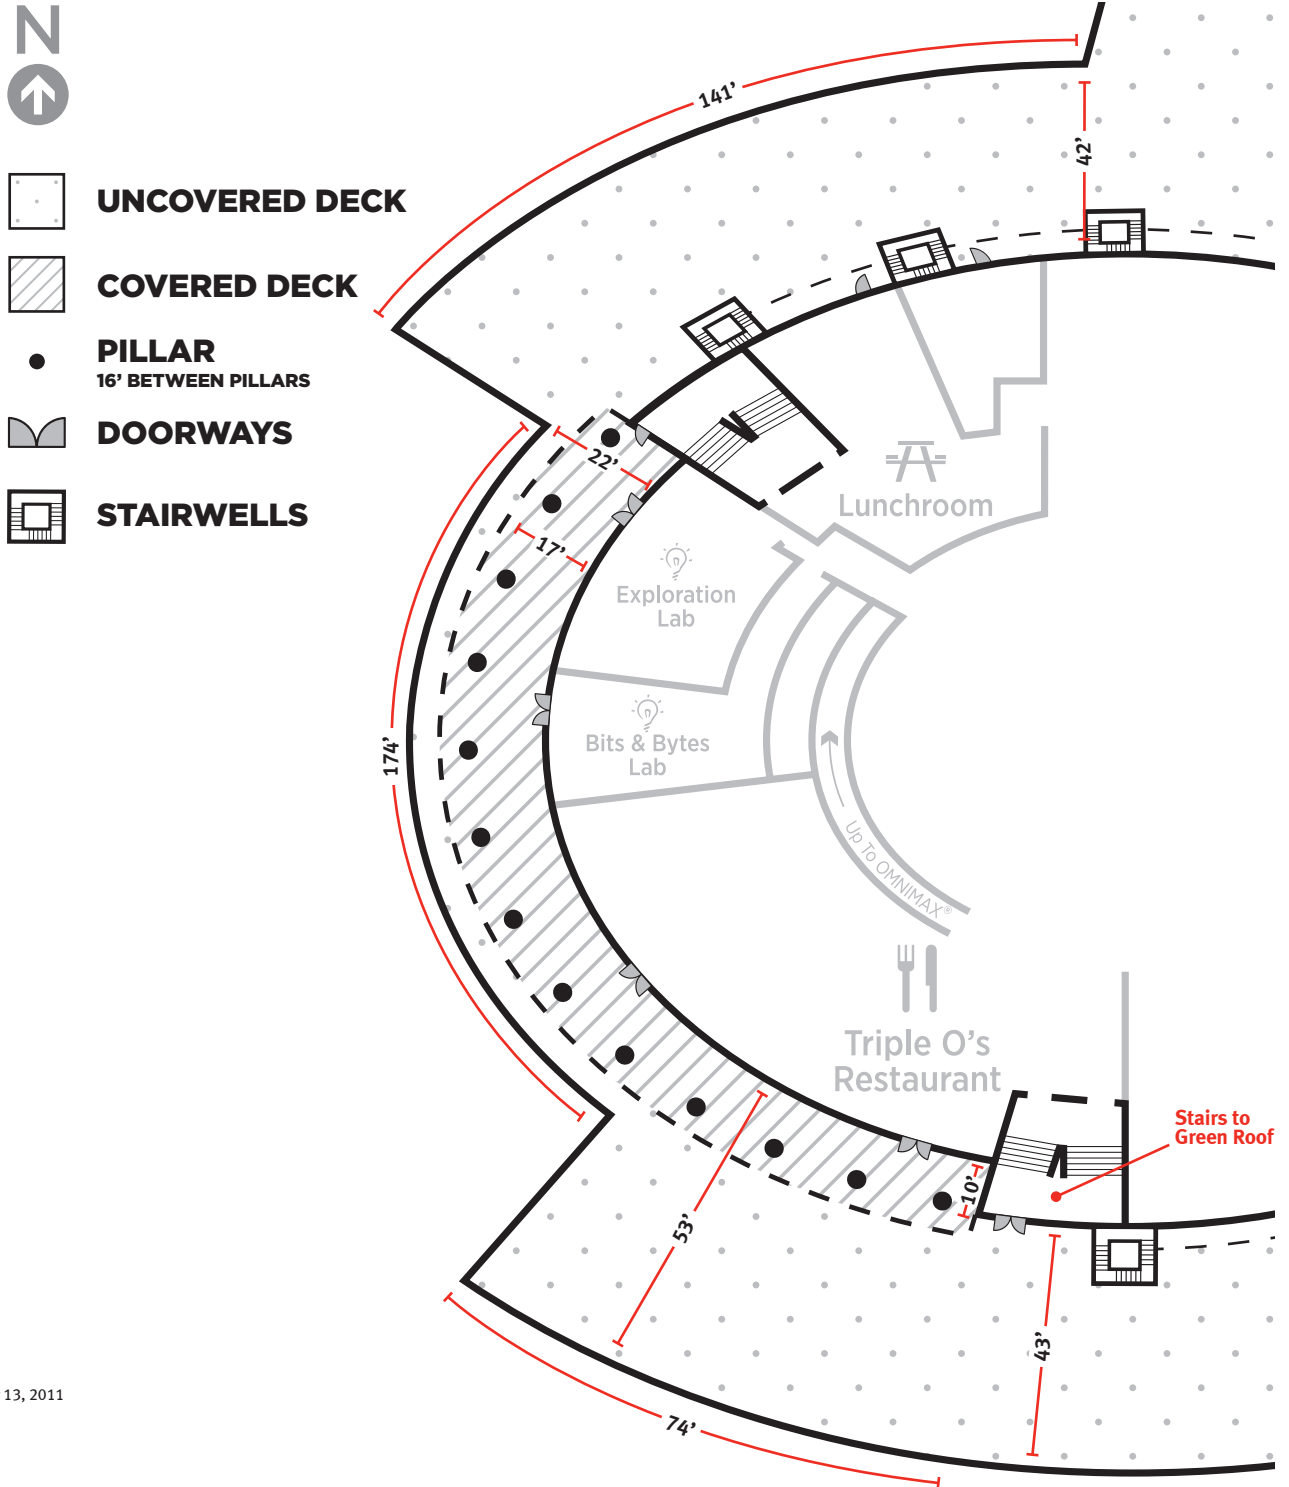 N
UNCOVERED DECK
COVERED DECK
PILLAR
16’ BETWEEN PILLARS
DOORWAYS
STAIRWELLS
141’
42’
22’
17’
Lunchroom
Exploration
Lab
Bits & Bytes
Lab
174’
Up To OMNIMAX®
Triple O’s
Restaurant
Stairs to
Green Roof
10’
53’
43’
74’
13, 2011